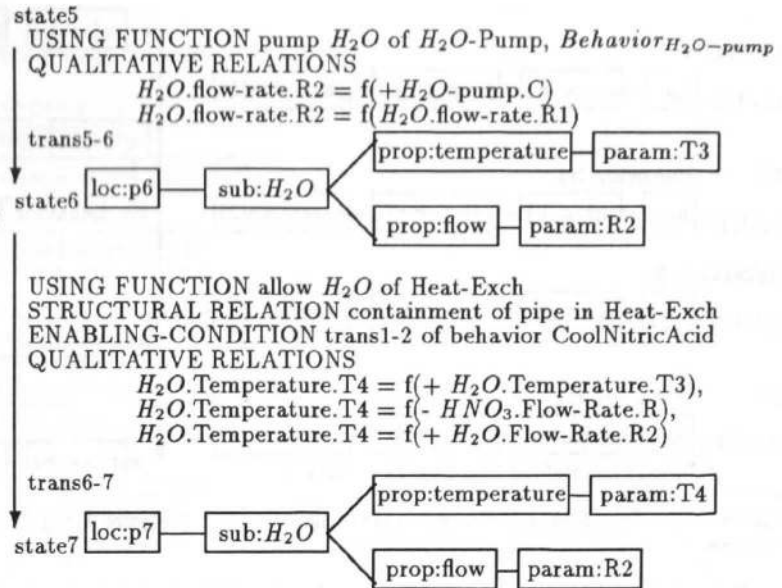 state5
USING FUNCTION pump H₂O of H₂O-Pump, Behavior_{H₂O-pump}
QUALITATIVE RELATIONS
H₂O.flow-rate.R2 = f(+H₂O-pump.C)
H₂O.flow-rate.R2 = f(H₂O.flow-rate.R1)
trans5-6
prop:temperature param:T3
state6 loc:p6 sub:H₂O
prop:flow param:R2
USING FUNCTION allow H₂O of Heat-Exch
STRUCTURAL RELATION containment of pipe in Heat-Exch
ENABLING-CONDITION trans1-2 of behavior CoolNitricAcid
QUALITATIVE RELATIONS
H₂O.Temperature.T4 = f(+ H₂O.Temperature.T3),
H₂O.Temperature.T4 = f(- HNO₃.Flow-Rate.R),
H₂O.Temperature.T4 = f(+ H₂O.Flow-Rate.R2)
trans6-7
prop:temperature param:T4
state7 loc:p7 sub:H₂O
prop:flow param:R2